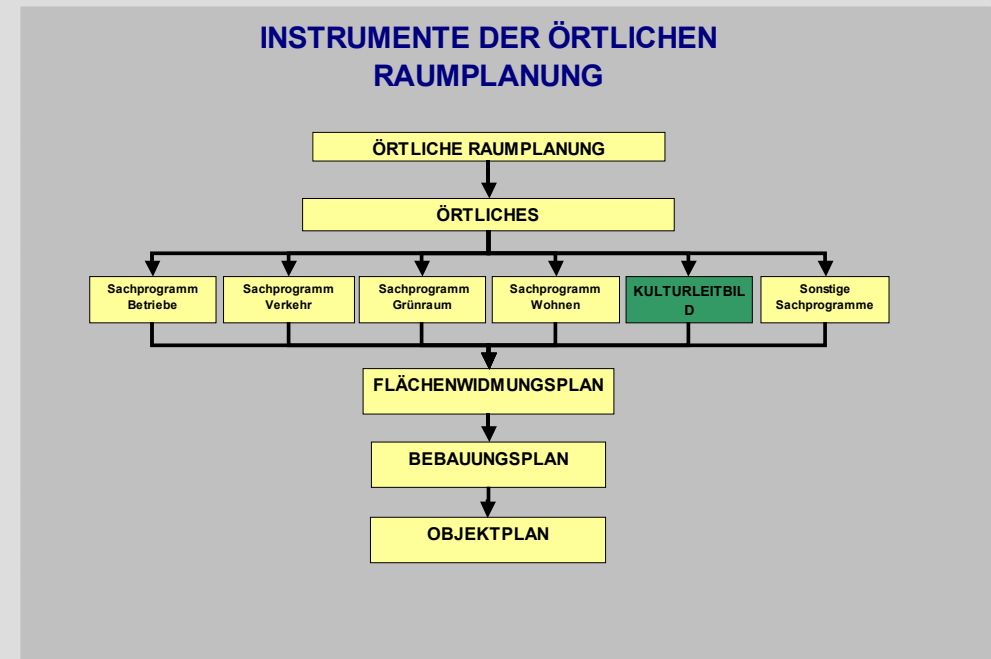 INSTRUMENTE DER ÖRTLICHEN
RAUMPLANUNG
ÖRTLICHE RAUMPLANUNG
ÖRTLICHES
Sachprogramm
Betriebe
Sachprogramm
Verkehr
Sachprogramm
Grünraum
Sachprogramm
Wohnen
KULTURLEITBIL
D
Sonstige
Sachprogramme
FLÄCHENWIDMUNGSPLAN
BEBAUUNGSPLAN
OBJEKTPLAN